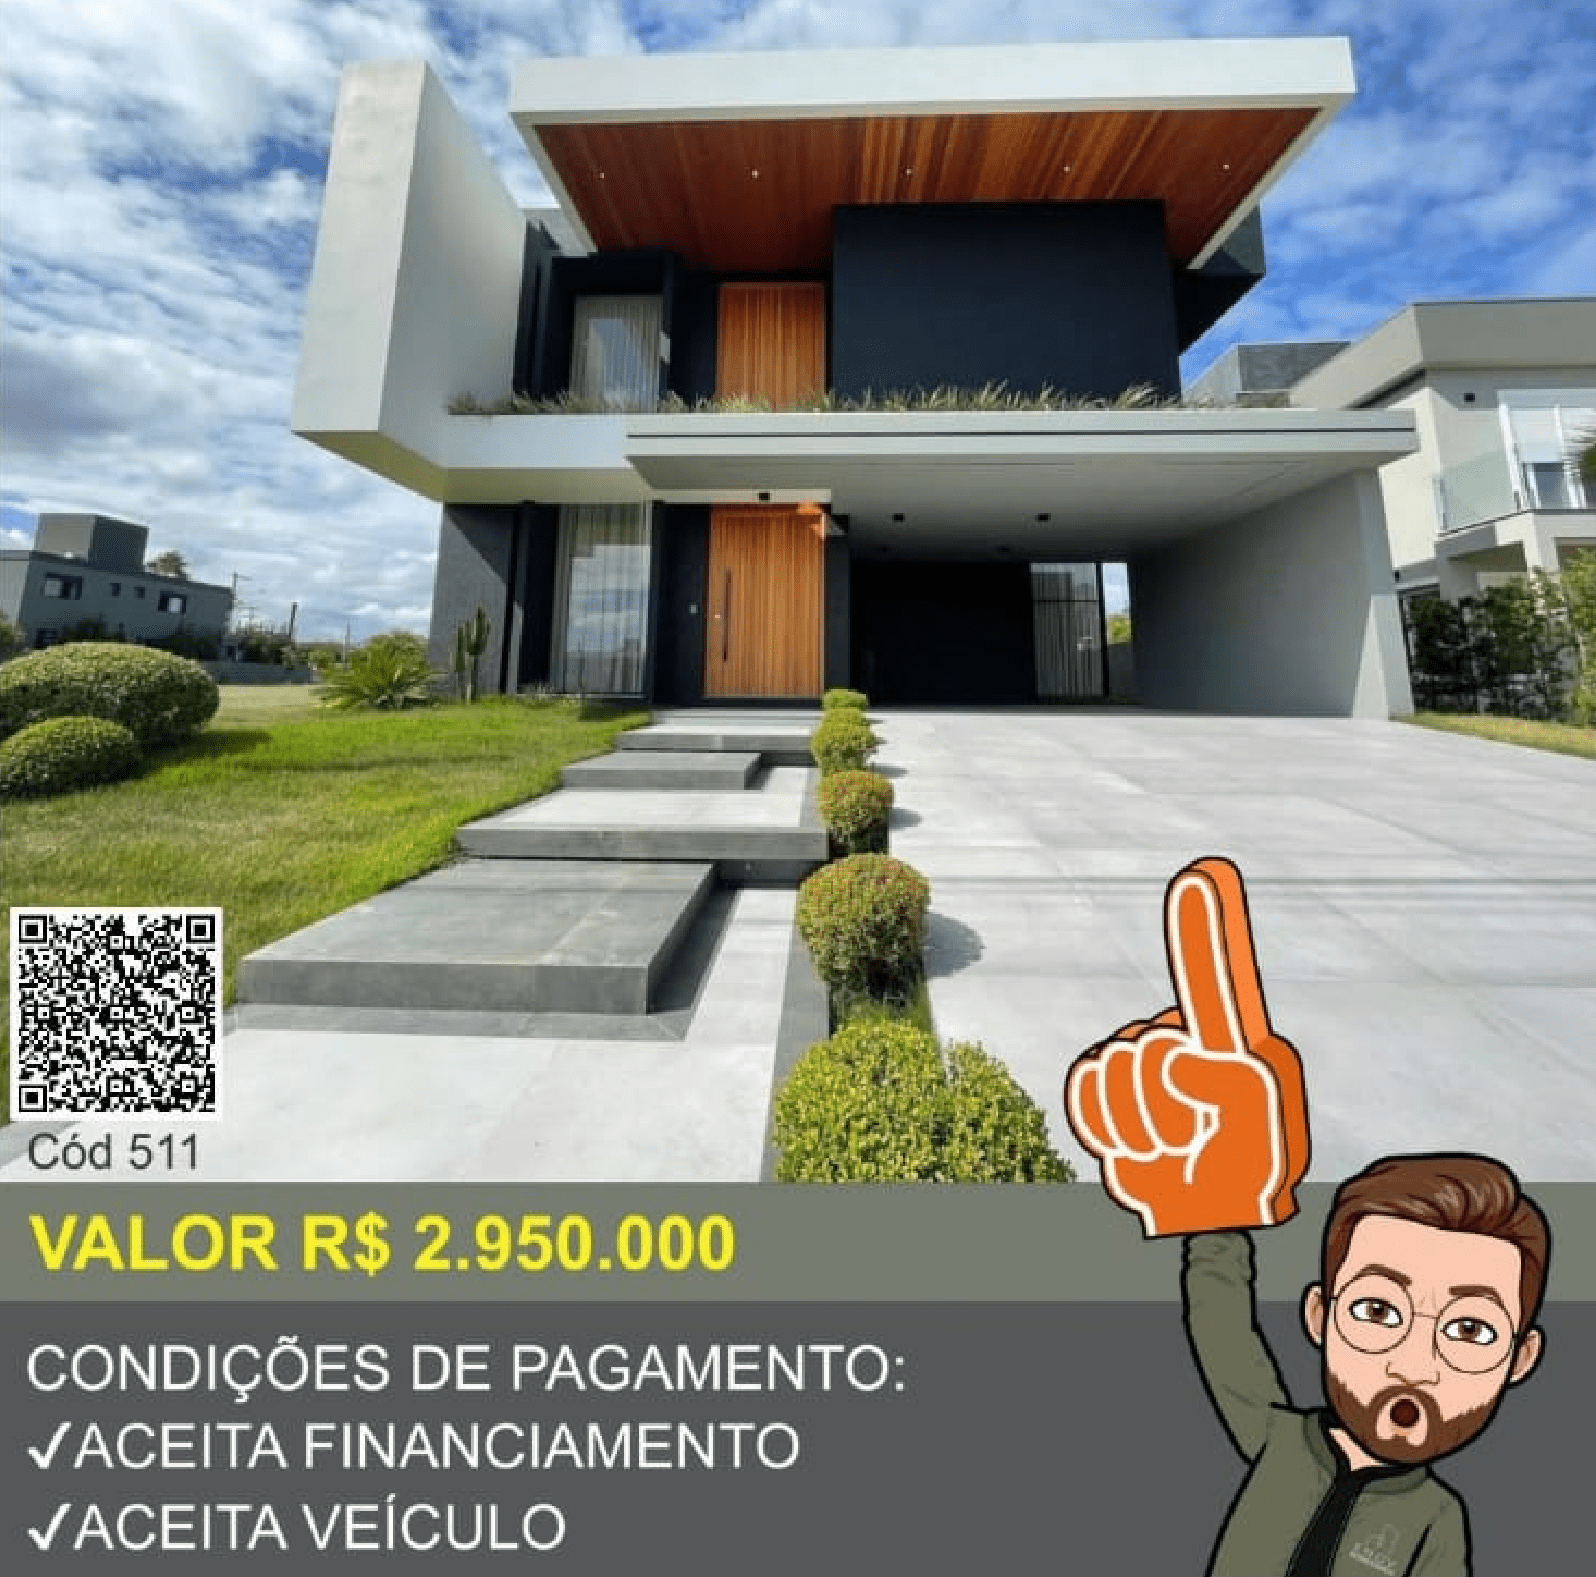 Cód 511
VALOR R$ 2.950.000
CONDIÇÕES DE PAGAMENTO:
✓ACEITA FINANCIAMENTO
✓ACEITA VEÍCULO